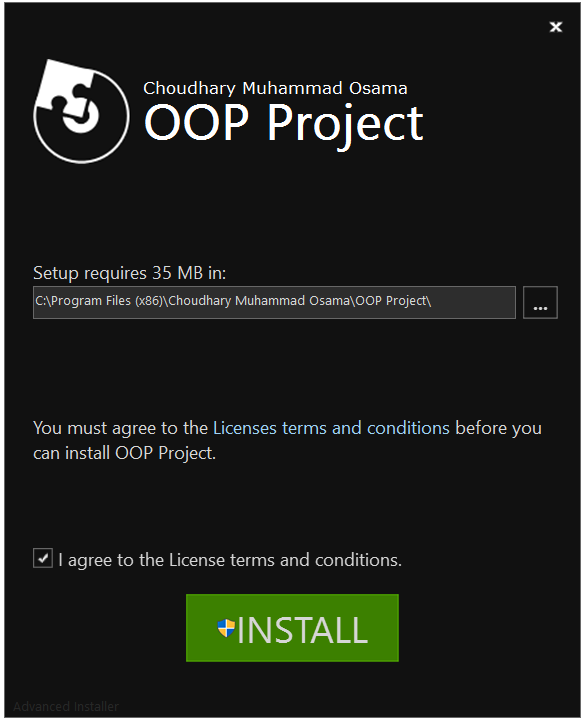 Choudhary Muhammad Osama
OOP Project
Setup requires 35 MB in:
C:\Program Files (x86)\Choudhary Muhammad Osama\OOP Project\
...
You must agree to the Licenses terms and conditions before you
can install OOP Project.
I agree to the License terms and conditions.
INSTALL
Advanced Installer